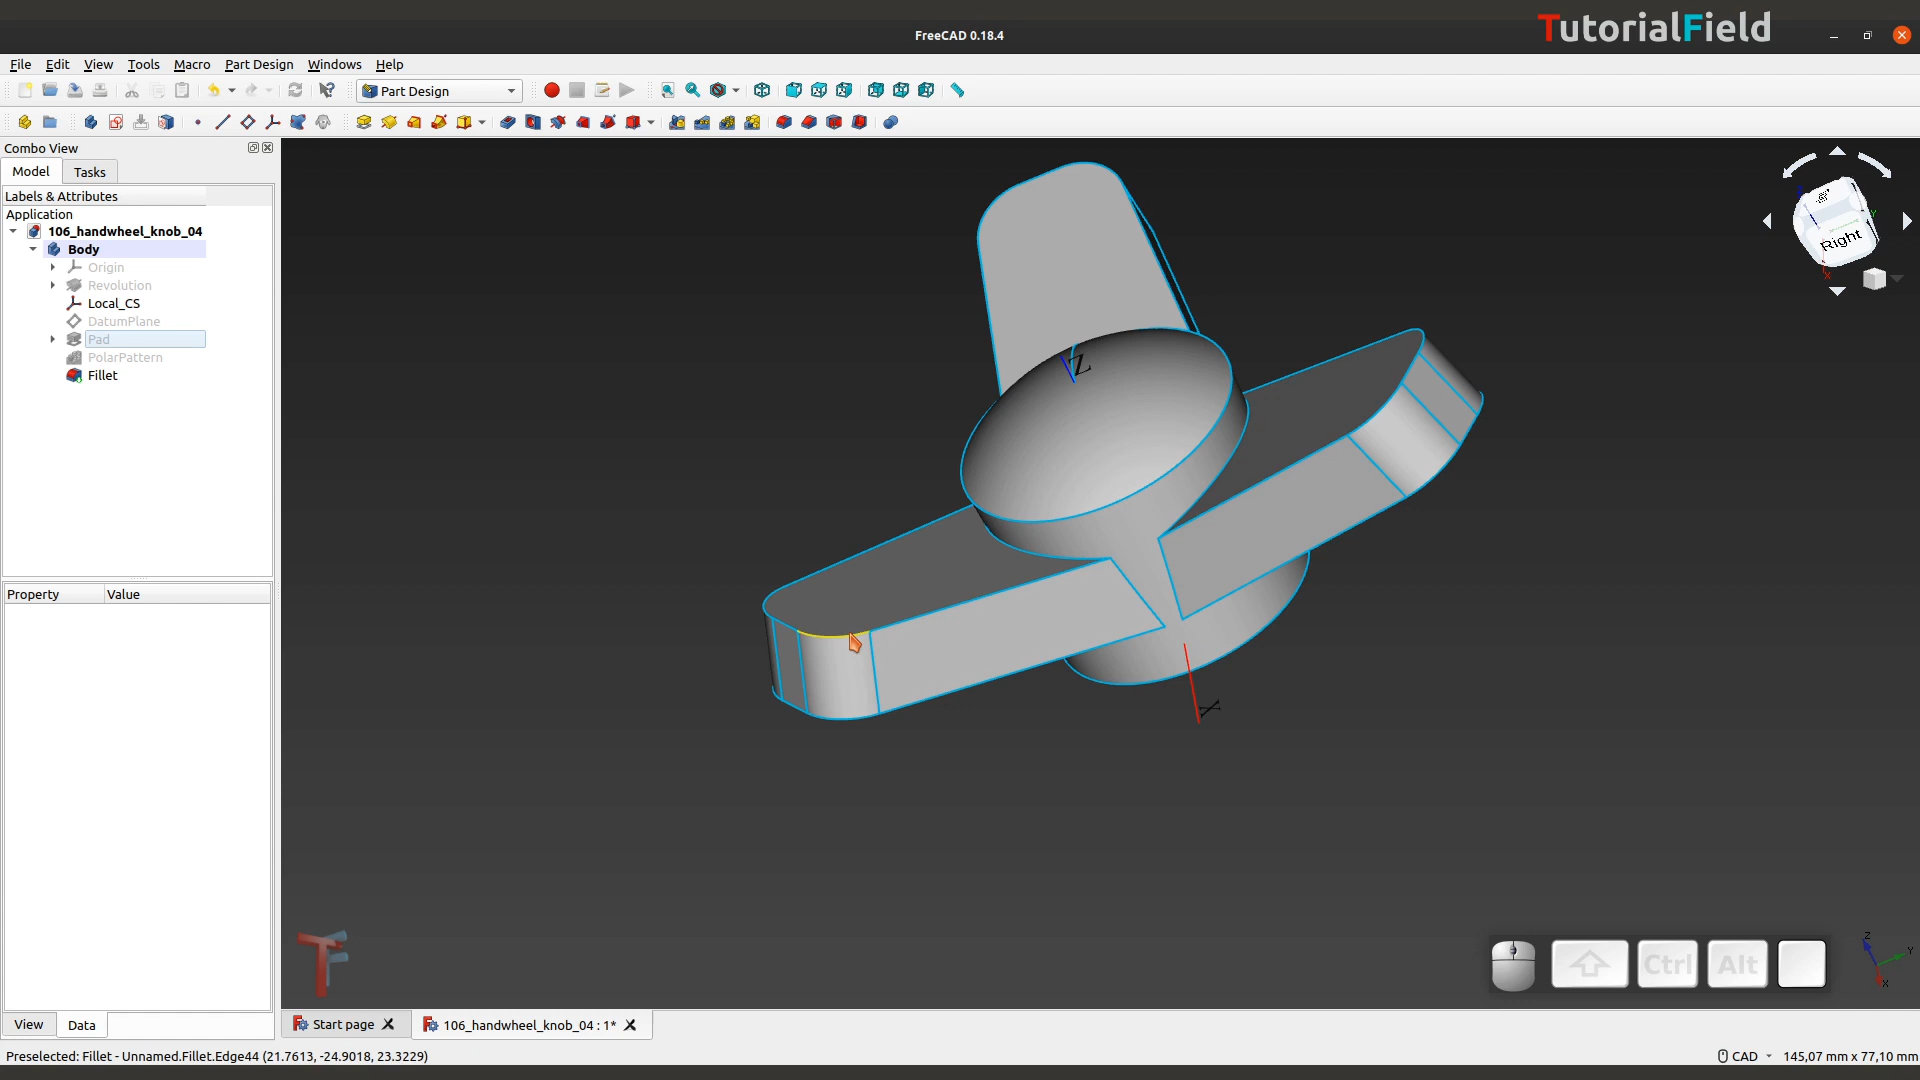 TutorialField
FreeCAD 0.18.4
File Edit View Tools Macro Part Design Windows Help
Part Design
Combo View
Model Tasks
Labels & Attributes
Application
106_handwheel_knob_04
Body
Origin
Revolution
Local_CS
DatumPlane
Pad
PolarPattern
Fillet
Z
X
Right
Y
X
Property Value
Ctrl Alt
Z
Y
X
View Data
Start page
106_handwheel_knob_04 : 1*
Preselected: Fillet - Unnamed.Fillet.Edge44 (21.7613, -24.9018, 23.3229)
CAD 145,07 mm x 77,10 mm